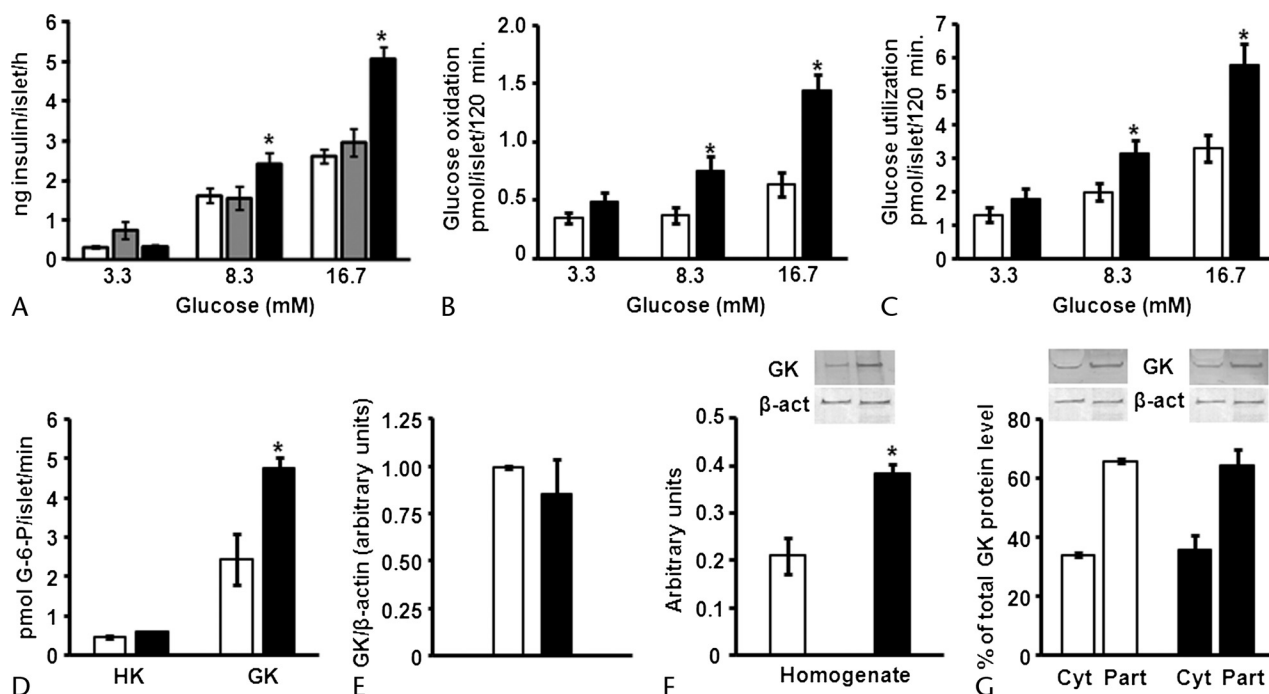 6
5
4
3
2
1
0
ng insulin/islet/h
*
*
3.3 8.3 16.7
Glucose (mM)
A
2.0
1.5
1.0
0.5
0
Glucose oxidation
pmol/islet/120 min.
*
*
3.3 8.3 16.7
Glucose (mM)
B
7
6
5
4
3
2
1
0
Glucose utilization
pmol/islet/120 min.
*
*
3.3 8.3 16.7
Glucose (mM)
C
6
5
4
3
2
1
0
pmol G-6-P/islet/min
*
HK GK
D
1.25
1.00
0.75
0.50
0.25
0
GK/β-actin (arbitrary units)
E
GK
β-act
0.5
0.4
0.3
0.2
0.1
0
Arbitrary units
*
Homogenate
F
GK
β-act
80
60
40
20
0
% of total GK protein level
Cyt Part Cyt Part
G